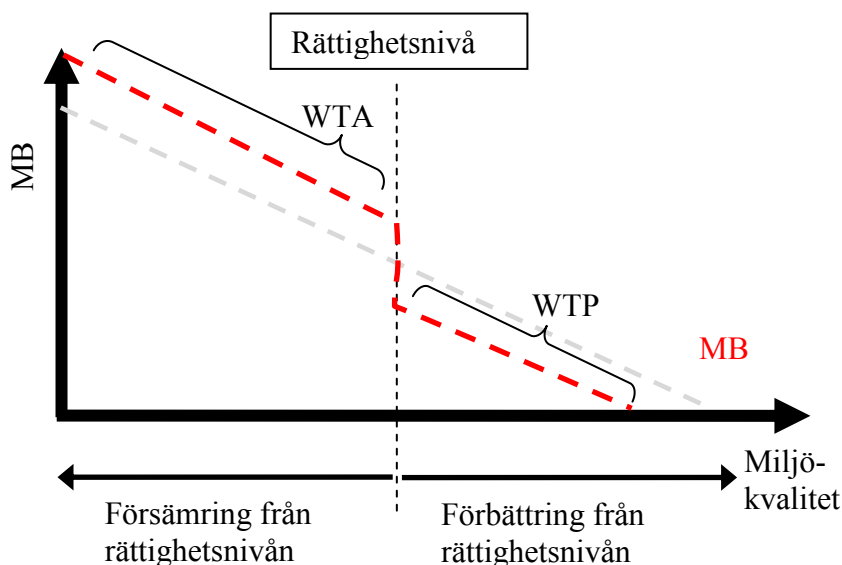 Rättighetsnivå
WTA
MB
WTP
MB
Miljö-
kvalitet
Försämring från
rättighetsnivån
Förbättring från
rättighetsnivån